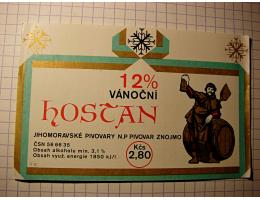 12%
VÁNOČNÍ
HOSTAN
JIHOMORAVSKÉ PIVOVARY N.P. PIVOVAR ZNOJMO
ČSN 56 66 35
Obsah alkoholu min. 3,1 %
Obsah využ. energie 1850 kJ/l
Kčs
2,80